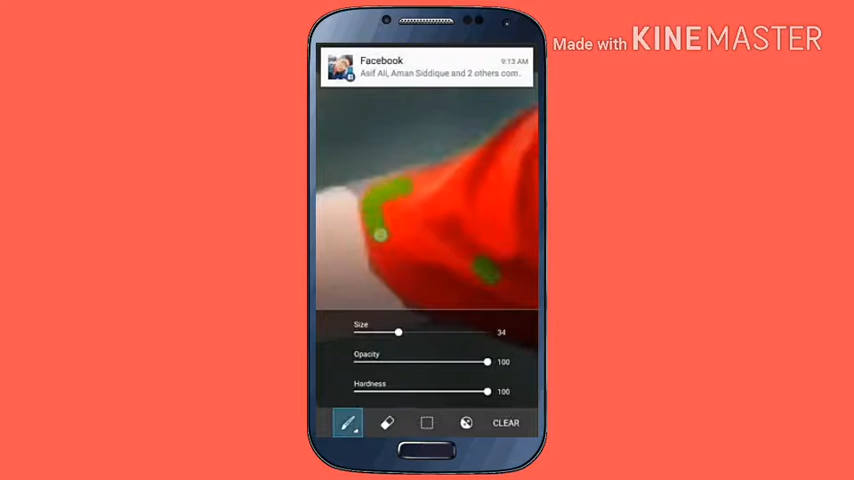 Made with KINEMASTER
Facebook
9:13 AM
Asif Ali, Aman Siddique and 2 others com.
Size
34
Opacity
100
Hardness
100
CLEAR